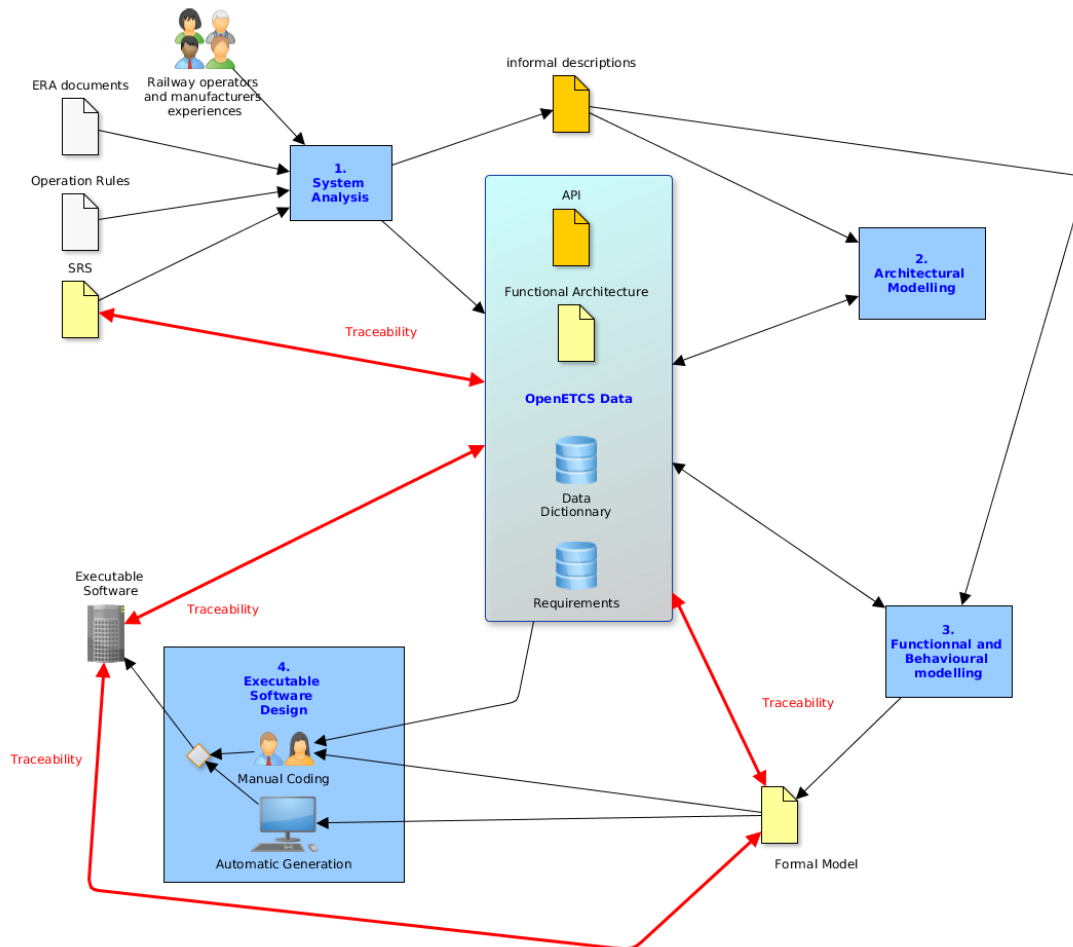 informal descriptions
ERA documents
Railway operators
and manufacturers
experiences
1.
System
Analysis
Operation Rules
API
SRS
2.
Architectural
Modelling
Functional Architecture
Traceability
OpenETCS Data
Data
Dictionnary
Executable
Software
Requirements
Traceability
3.
Functionnal and
Behavioural
modelling
4.
Executable
Software
Design
Traceability
Traceability
Manual Coding
Automatic Generation
Formal Model